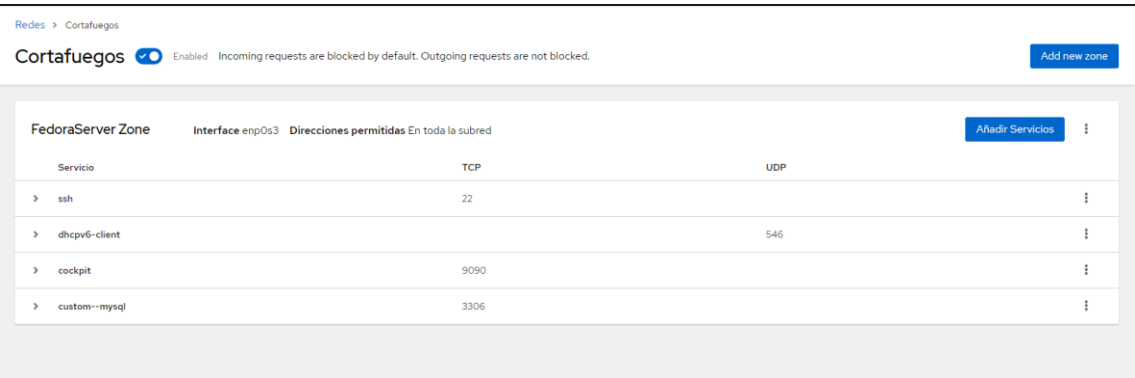 Redes > Cortafuegos
Cortafuegos Enabled Incoming requests are blocked by default. Outgoing requests are not blocked. Add new zone
FedoraServer Zone Interface enp0s3 Direcciones permitidas En toda la subred Añadir Servicios
Servicio TCP UDP
ssh 22
dhcpv6-client 546
cockpit 9090
custom--mysql 3306